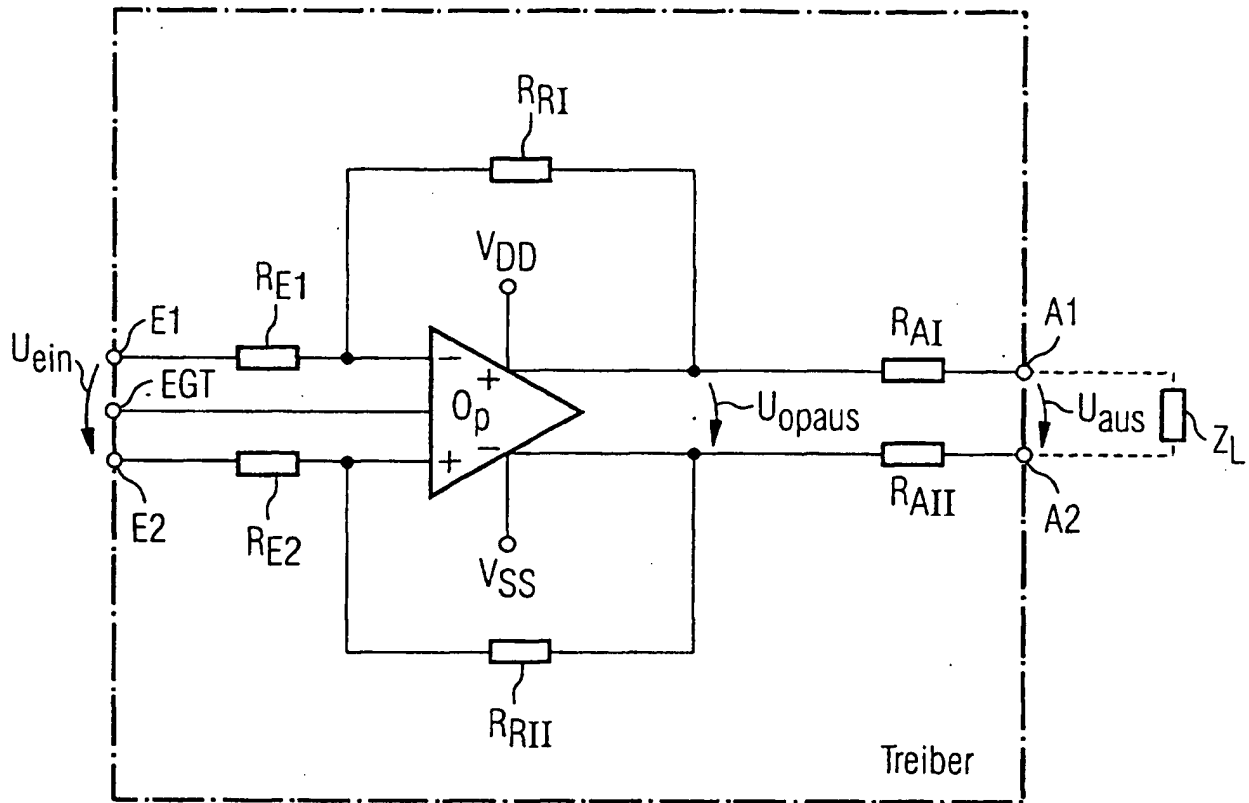 R_RI
V_DD
R_E1
E1
U_ein
EGT
E2
R_E2
−
+
O_p
−
+
V_SS
R_RII
R_AI
A1
U_opaus
U_aus
Z_L
R_AII
A2
Treiber